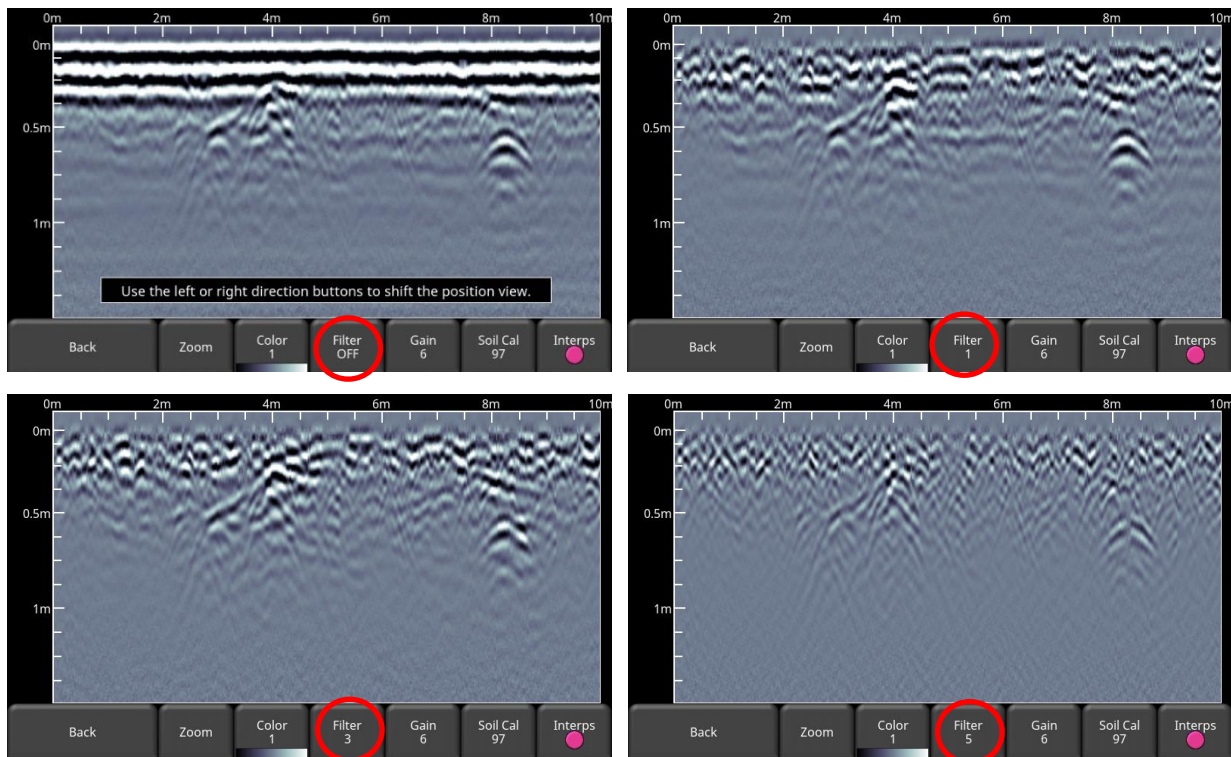 0m 2m 4m 6m 8m 10m
0m
0.5m
1m
Use the left or right direction buttons to shift the position view.
Back Zoom Color 1 Filter OFF Gain 6 Soil Cal 97 Interps
0m 2m 4m 6m 8m 10m
0m
0.5m
1m
Back Zoom Color 1 Filter 1 Gain 6 Soil Cal 97 Interps
0m 2m 4m 6m 8m 10m
0m
0.5m
1m
Back Zoom Color 1 Filter 3 Gain 6 Soil Cal 97 Interps
0m 2m 4m 6m 8m 10m
0m
0.5m
1m
Back Zoom Color 1 Filter 5 Gain 6 Soil Cal 97 Interps